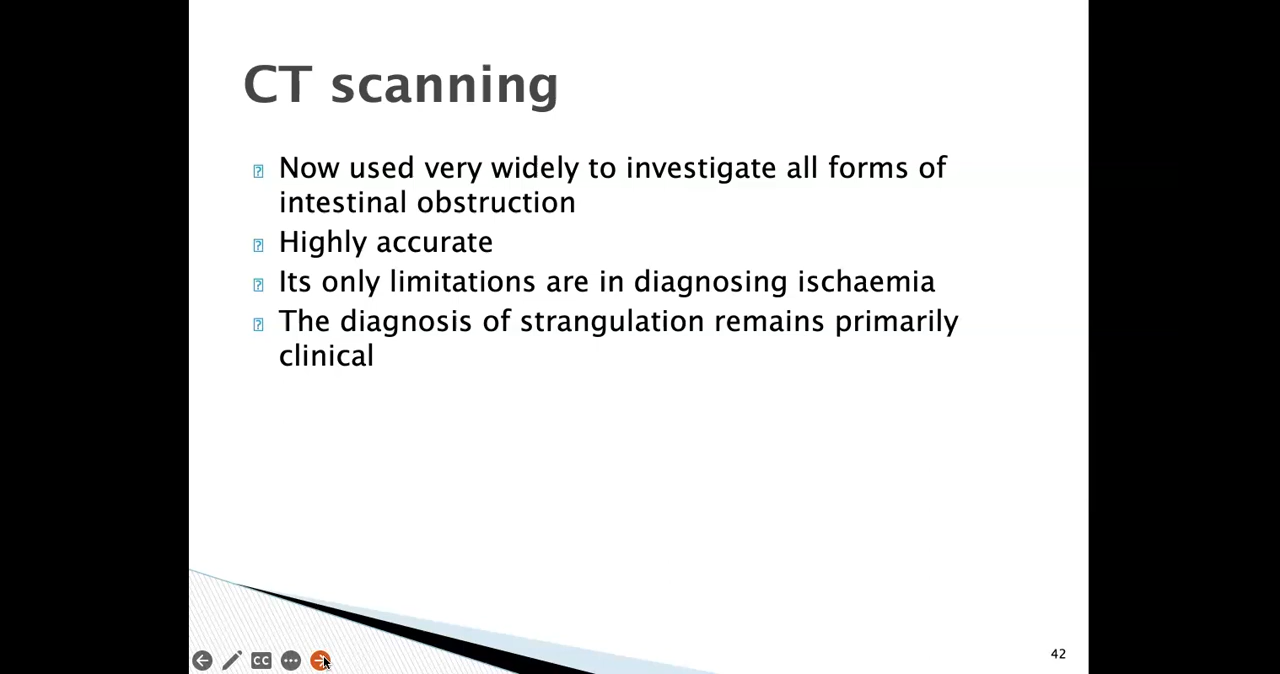 CT scanning
Now used very widely to investigate all forms of
intestinal obstruction
Highly accurate
Its only limitations are in diagnosing ischaemia
The diagnosis of strangulation remains primarily
clinical
CC
42